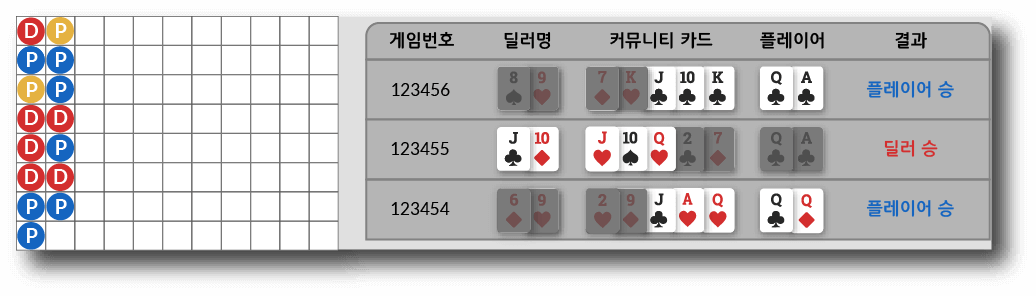 D P
P P
P P
D D
D P
D D
P P
P
게임번호 딜러명 커뮤니티 카드 플레이어 결과
123456 8 9 7 K J 10 K Q A 플레이어 승
123455 J 10 J 10 Q 2 7 Q A 딜러 승
123454 6 9 2 9 J A Q Q Q 플레이어 승